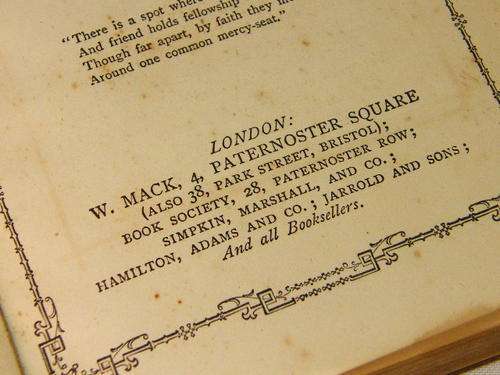 "There is a spot where
And friend holds fellowship
Though far apart, by faith they
Around one common mercy-seat."
LONDON:
W. MACK, 4, PATERNOSTER SQUARE
(ALSO 38, PARK STREET, BRISTOL);
BOOK SOCIETY, 28, PATERNOSTER ROW;
SIMPKIN, MARSHALL, AND CO.;
HAMILTON, ADAMS AND CO.; JARROLD AND SONS;
And all Booksellers.